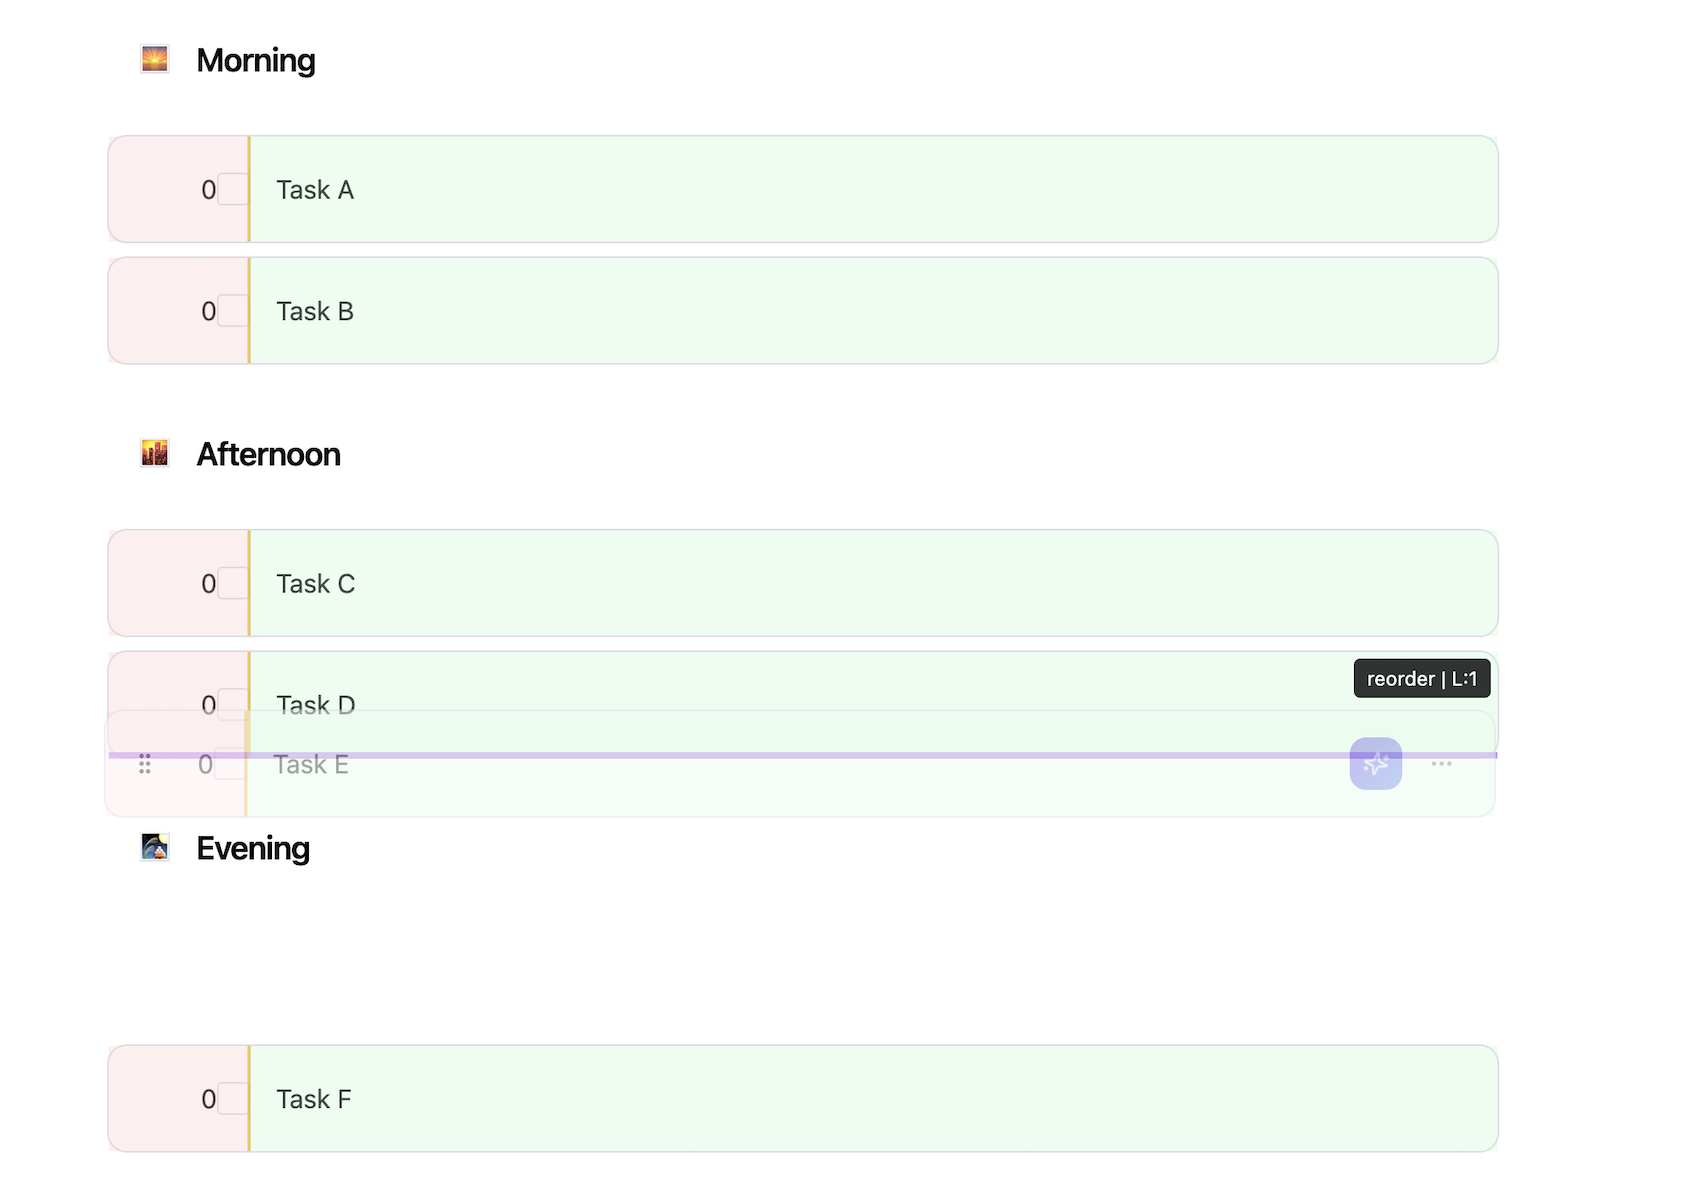 Morning
0 Task A
0 Task B
Afternoon
0 Task C
0 Task D
reorder | L:1
0 Task E
Evening
0 Task F